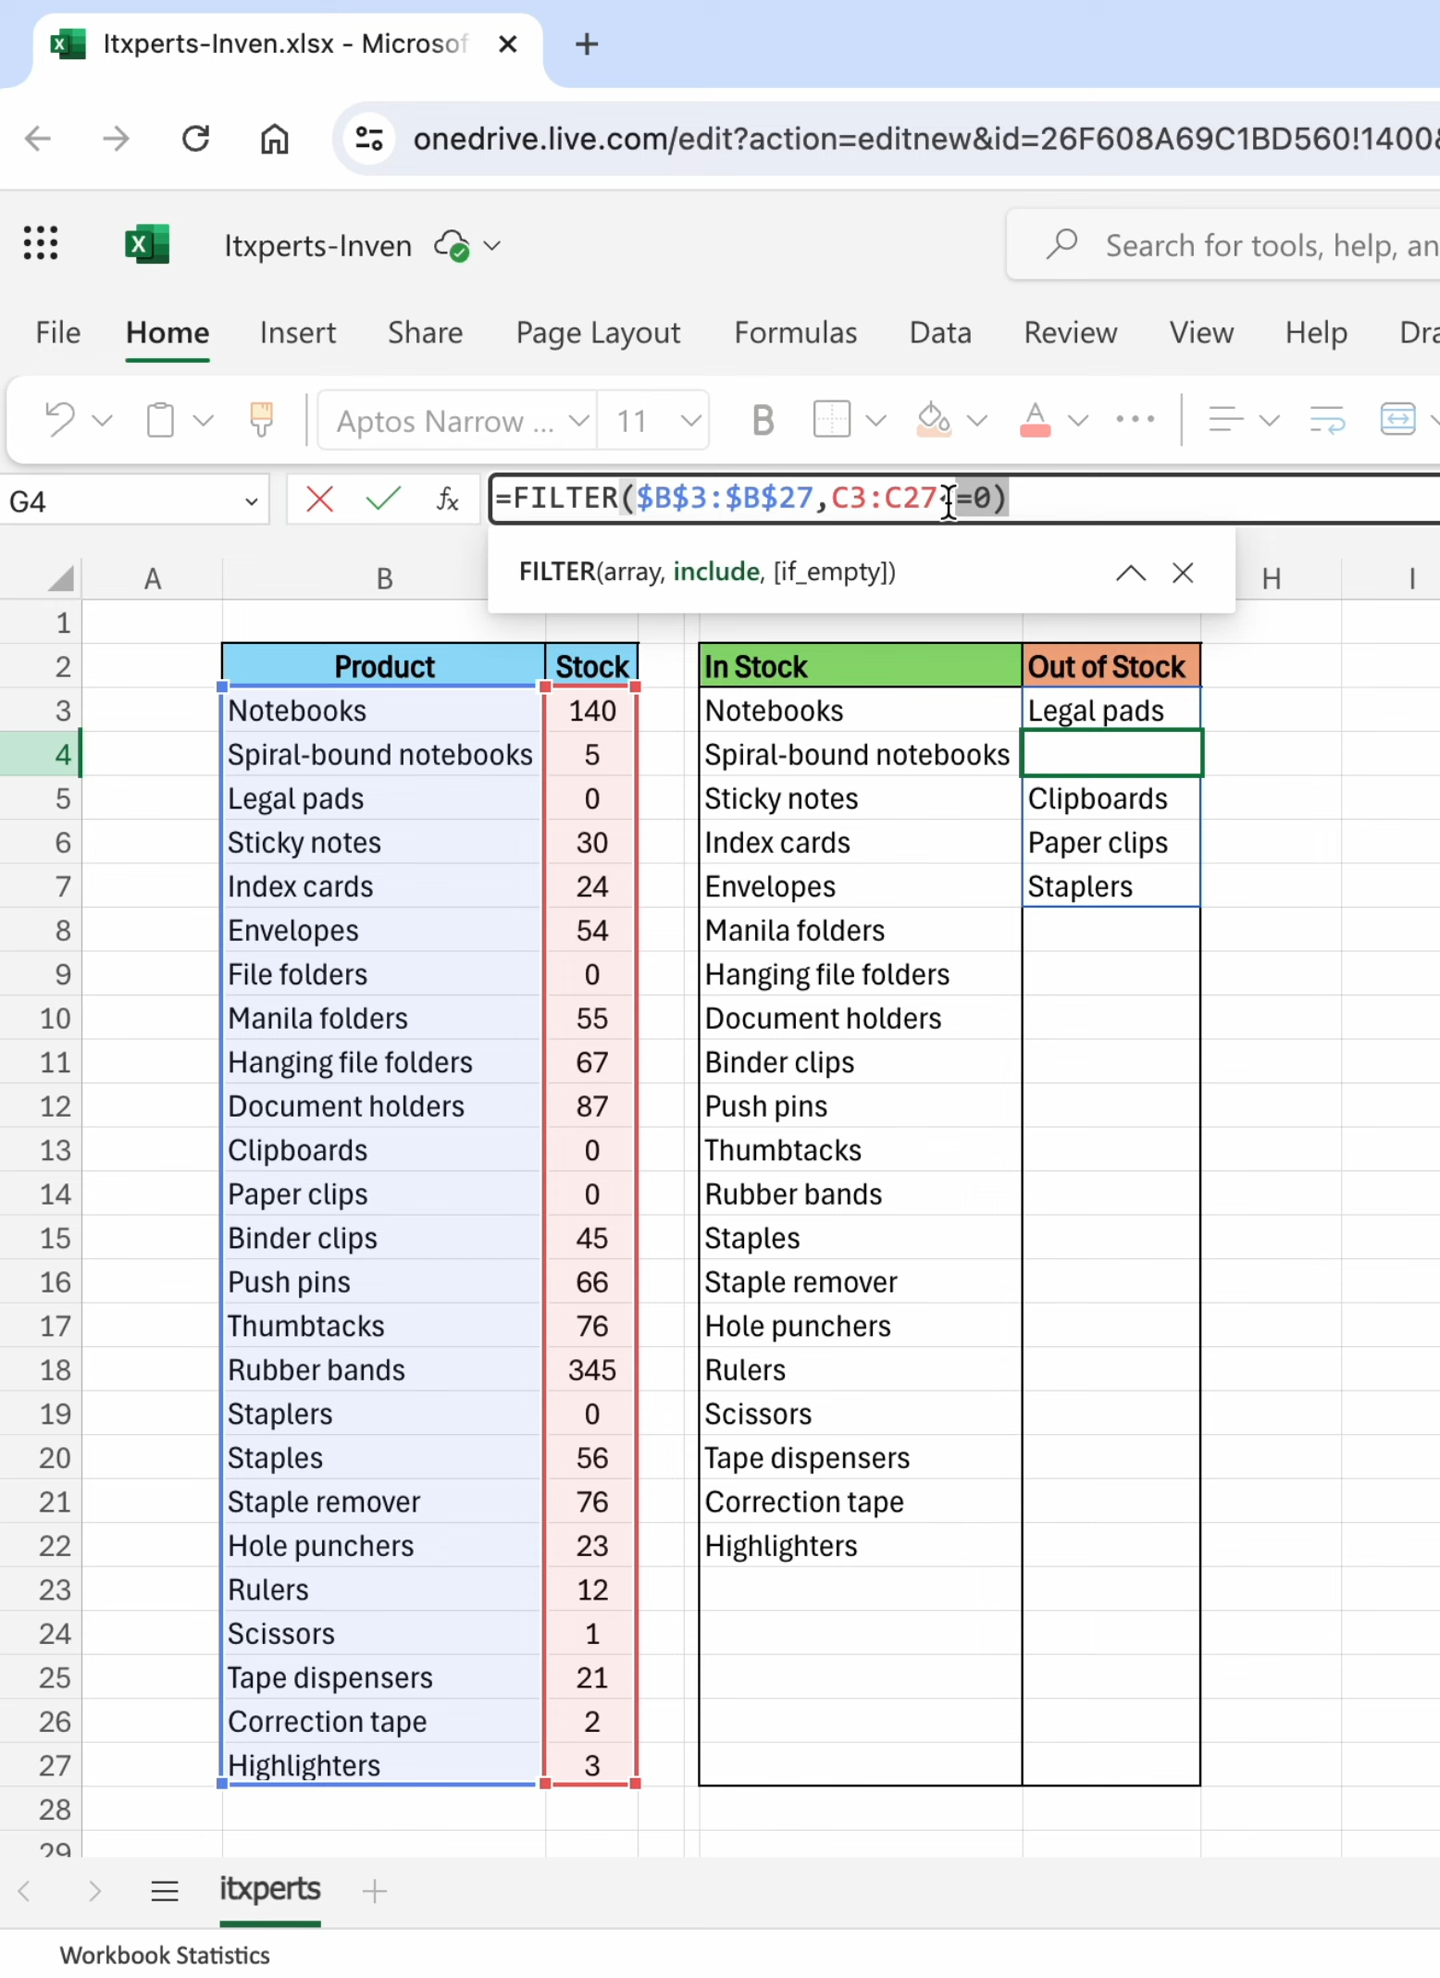 Itxperts-Inven.xlsx - Microsof
onedrive.live.com/edit?action=editnew&id=26F608A69C1BD560!1400&
Itxperts-Inven
Search for tools, help, an
File Home Insert Share Page Layout Formulas Data Review View Help Dra
Aptos Narrow ... 11 B A
G4 fx =FILTER($B$3:$B$27,C3:C27=0)
FILTER(array, include, [if_empty])
A B H I
1
2 Product Stock In Stock Out of Stock
3 Notebooks 140 Notebooks Legal pads
4 Spiral-bound notebooks 5 Spiral-bound notebooks
5 Legal pads 0 Sticky notes Clipboards
6 Sticky notes 30 Index cards Paper clips
7 Index cards 24 Envelopes Staplers
8 Envelopes 54 Manila folders
9 File folders 0 Hanging file folders
10 Manila folders 55 Document holders
11 Hanging file folders 67 Binder clips
12 Document holders 87 Push pins
13 Clipboards 0 Thumbtacks
14 Paper clips 0 Rubber bands
15 Binder clips 45 Staples
16 Push pins 66 Staple remover
17 Thumbtacks 76 Hole punchers
18 Rubber bands 345 Rulers
19 Staplers 0 Scissors
20 Staples 56 Tape dispensers
21 Staple remover 76 Correction tape
22 Hole punchers 23 Highlighters
23 Rulers 12
24 Scissors 1
25 Tape dispensers 21
26 Correction tape 2
27 Highlighters 3
28
29
itxperts
Workbook Statistics